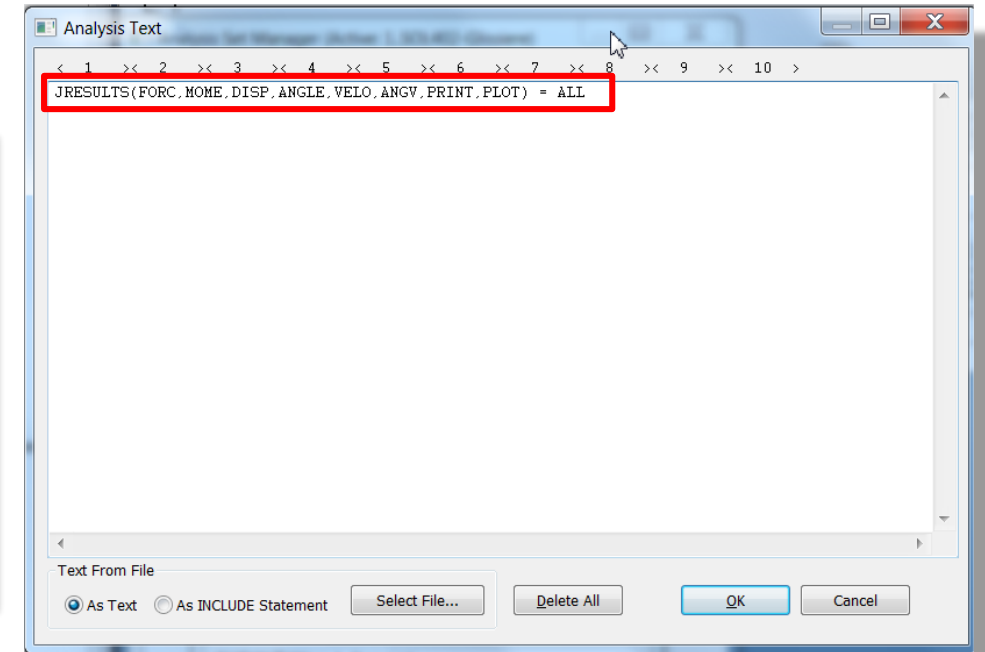 Analysis Text
< 1 >< 2 >< 3 >< 4 >< 5 >< 6 >< 7 >< 8 >< 9 >< 10 >
JRESULTS(FORC,MOME,DISP,ANGLE,VELO,ANGV,PRINT,PLOT) = ALL
Text From File
As Text As INCLUDE Statement Select File... Delete All OK Cancel